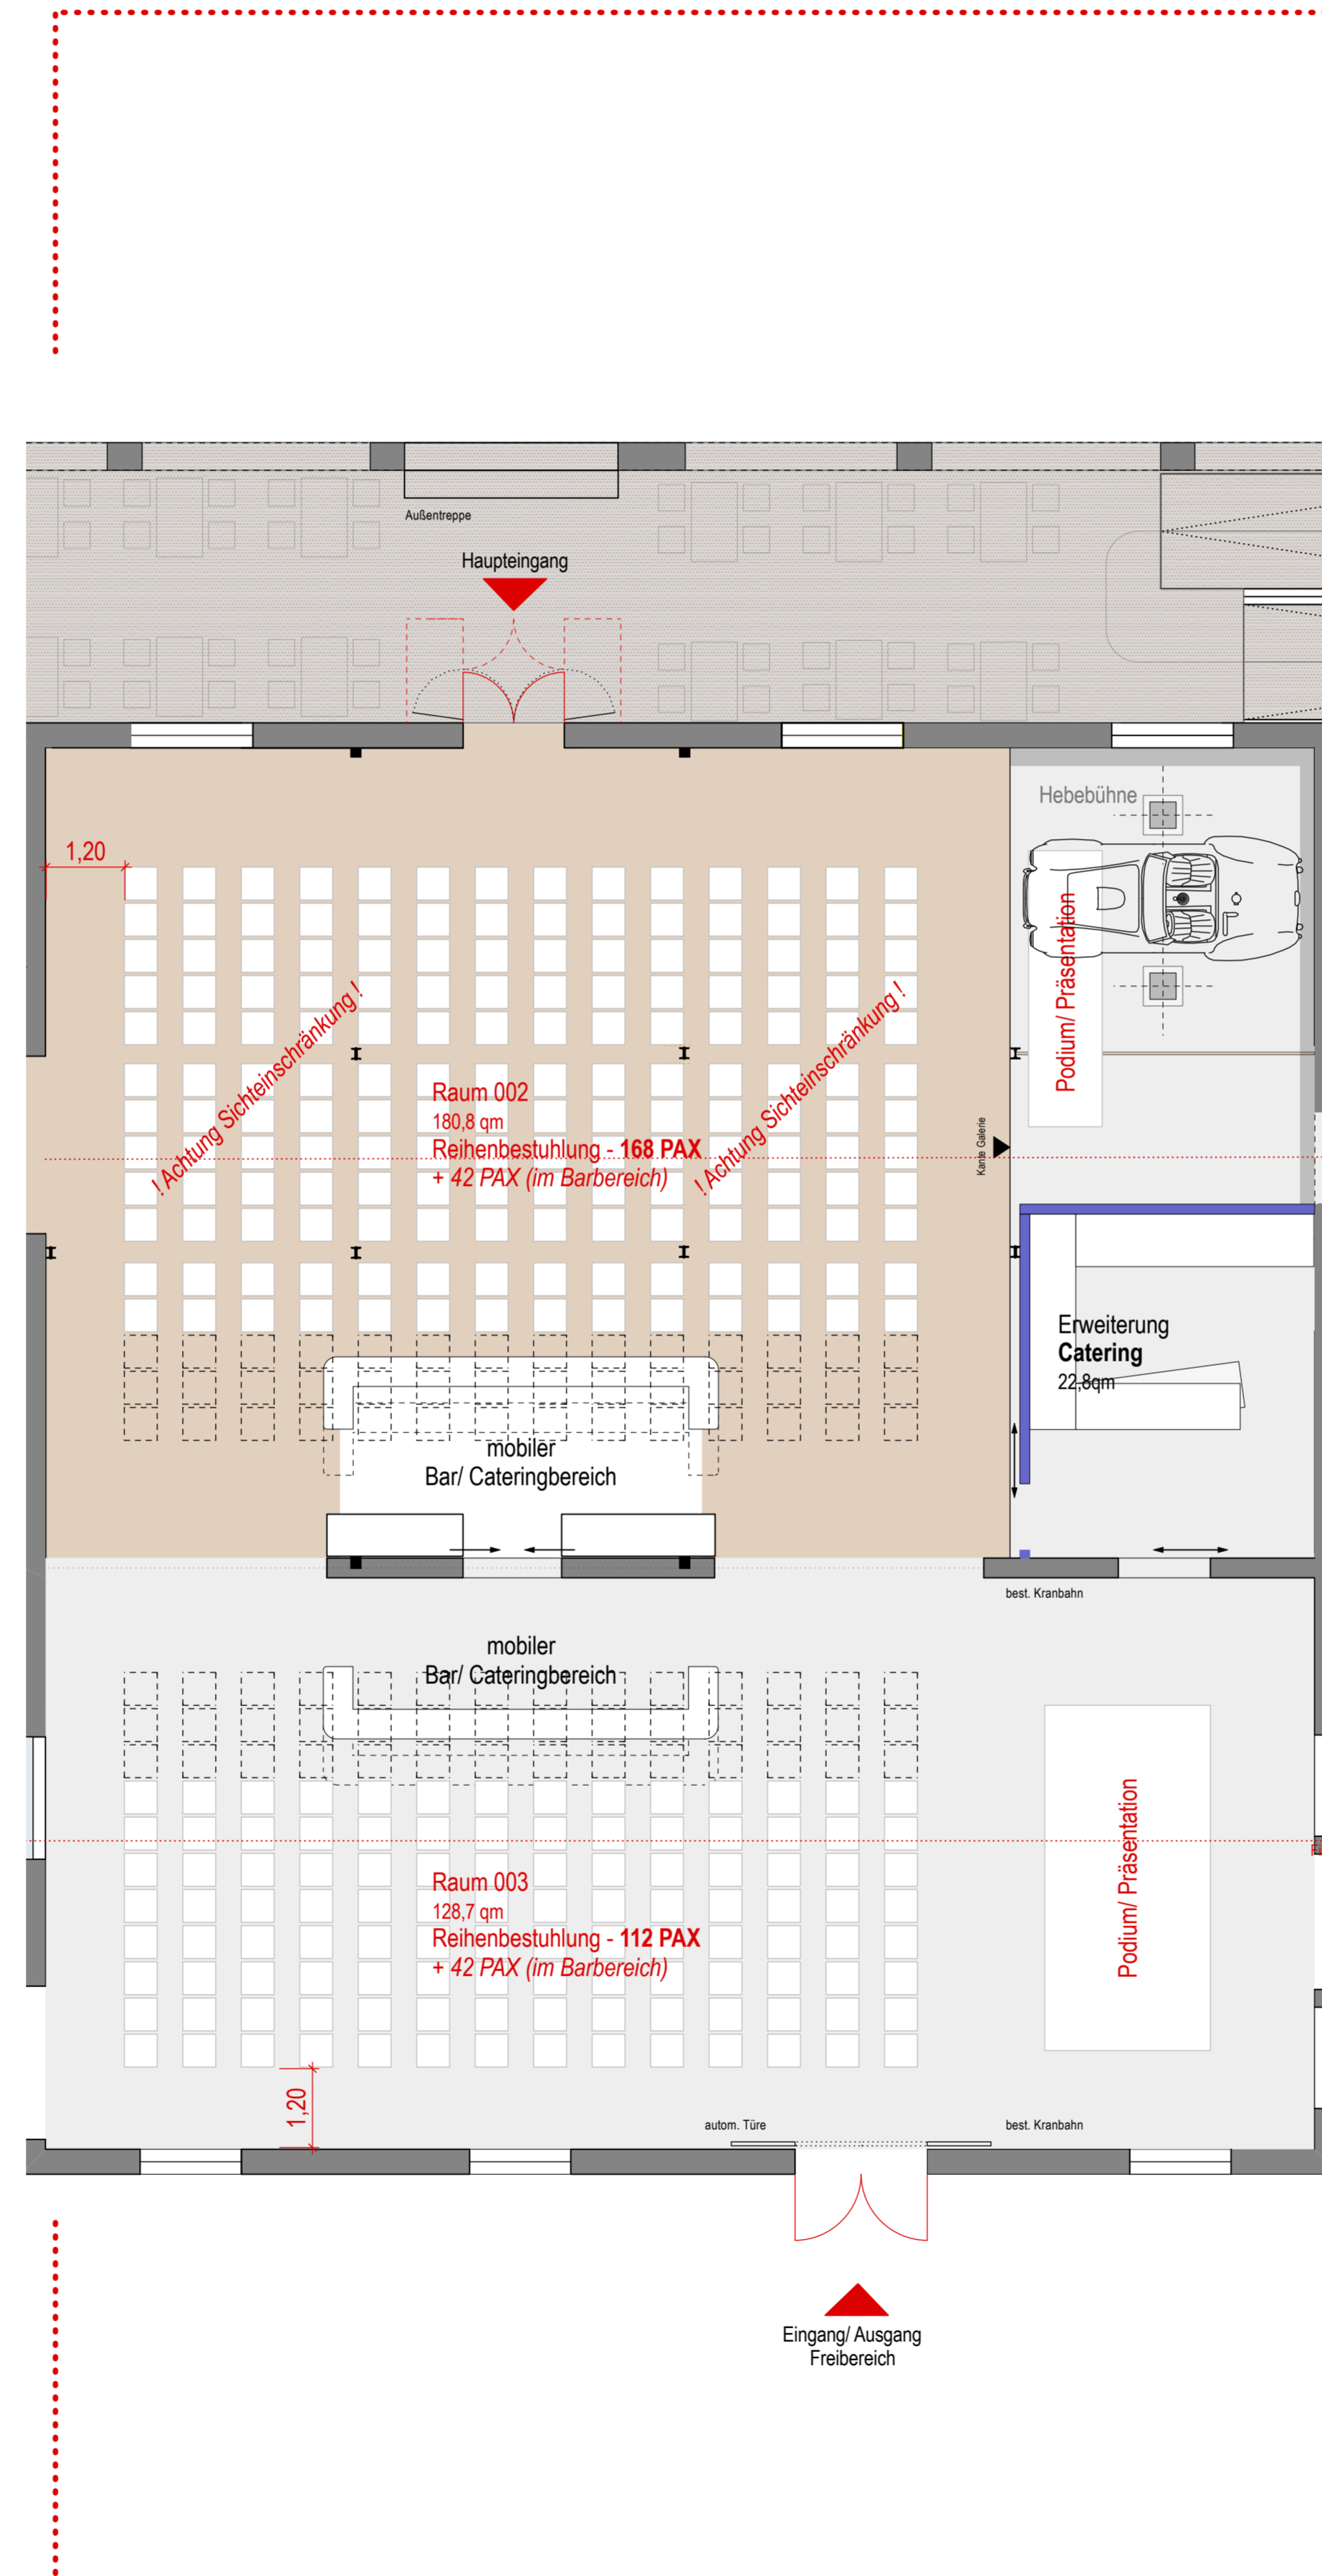 Außentreppe
Haupteingang
1,20
Hebebühne
Podium/ Präsentation
! Achtung Sichteinschränkung !
! Achtung Sichteinschränkung !
Raum 002
180,8 qm
Reihenbestuhlung - 168 PAX
+ 42 PAX (im Barbereich)
Kante Galerie
Erweiterung
Catering
22,8qm
mobiler
Bar/ Cateringbereich
best. Kranbahn
mobiler
Bar/ Cateringbereich
Raum 003
128,7 qm
Reihenbestuhlung - 112 PAX
+ 42 PAX (im Barbereich)
Podium/ Präsentation
1,20
autom. Türe
best. Kranbahn
Eingang/ Ausgang
Freibereich